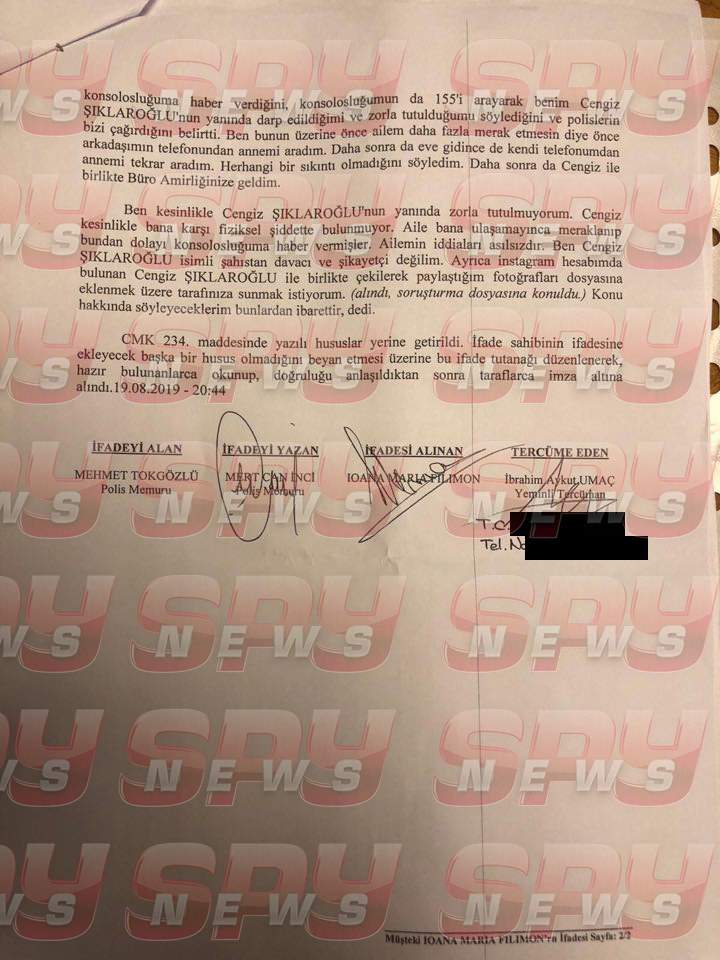 konsolosluğuma haber verdiğini, konsolosluğumun da 155'i arayarak benim Cengiz
ŞIKLAROĞLU'nun yanında darp edildiğimi ve zorla tutulduğumu söylediğini ve polislerin
bizi çağırdığını belirtti. Ben bunun üzerine önce ailem daha fazla merak etmesin diye önce
arkadaşımın telefonundan annemi aradım. Daha sonra da eve gidince de kendi telefonumdan
annemi tekrar aradım. Herhangi bir sıkıntı olmadığını söyledim. Daha sonra da Cengiz ile
birlikte Büro Amirliğinize geldim.
Ben kesinlikle Cengiz ŞIKLAROĞLU'nun yanında zorla tutulmuyorum. Cengiz
kesinlikle bana karşı fiziksel şiddette bulunmuyor. Aile bana ulaşamayınca meraklanıp
bundan dolayı konsolosluğuma haber vermişler. Ailemin iddiaları asılsızdır. Ben Cengiz
ŞIKLAROĞLU isimli şahıstan davacı ve şikayetçi değilim. Ayrıca instagram hesabımda
bulunan Cengiz ŞIKLAROĞLU ile birlikte çekilerek paylaştığım fotoğrafları dosyasına
eklenmek üzere tarafınıza sunmak istiyorum. (alındı, soruşturma dosyasına konuldu.) Konu
hakkında söyleyeceklerim bunlardan ibarettir, dedi.
CMK 234. maddesinde yazılı hususlar yerine getirildi. İfade sahibinin ifadesine
ekleyecek başka bir husus olmadığını beyan etmesi üzerine bu ifade tutanağı düzenlenerek,
hazır bulunanlarca okunup, doğruluğu anlaşıldıktan sonra taraflarca imza altına
alındı.19.08.2019 - 20:44
İFADEYİ ALAN İFADEYİ YAZAN İFADESİ ALINAN TERCÜME EDEN
MEHMET TOKGÖZLÜ MERT CAN İNCİ IOANA MARIA FILIMON İbrahim Aykut UMAÇ
Polis Memuru Polis Memuru Yeminli Tercüman
T.C.
Tel.No
Müşteki IOANA MARIA FILIMON'un İfadesi Sayfa: 2/2
SPY NEWS